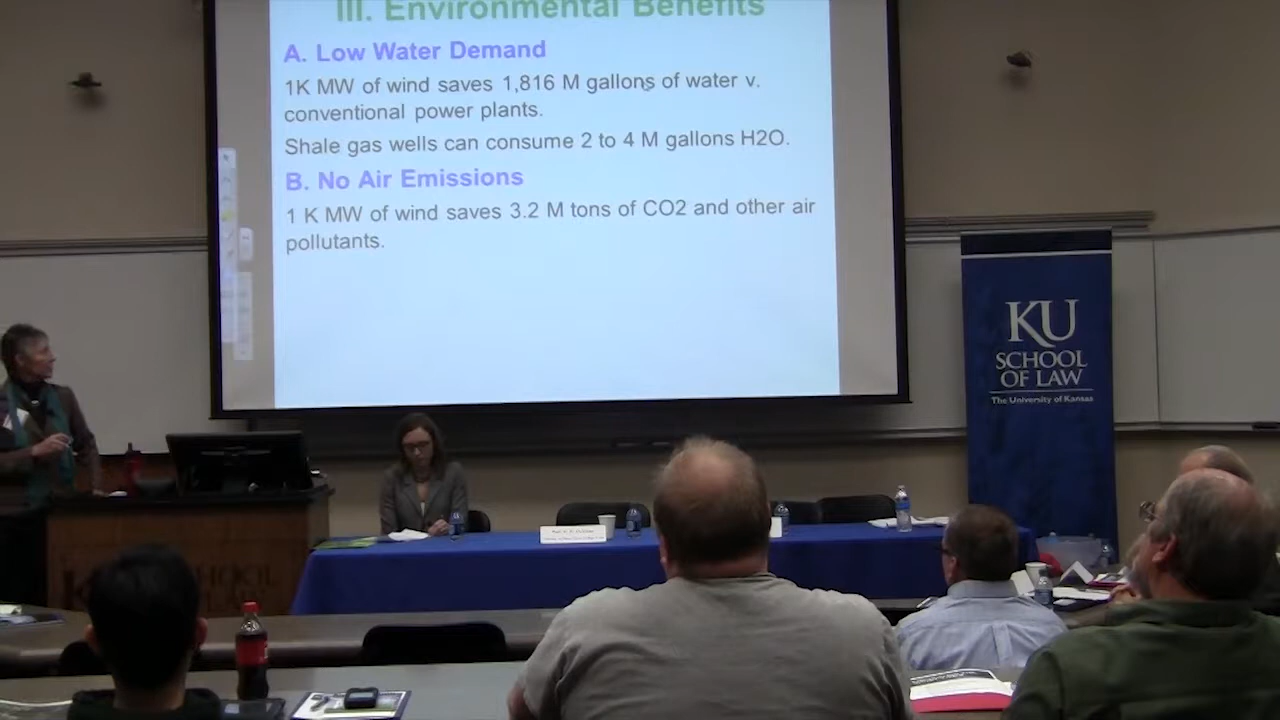 III. Environmental Benefits
A. Low Water Demand
1K MW of wind saves 1,816 M gallons of water v.
conventional power plants.
Shale gas wells can consume 2 to 4 M gallons H2O.
B. No Air Emissions
1 K MW of wind saves 3.2 M tons of CO2 and other air
pollutants.
KU
SCHOOL
OF LAW
The University of Kansas